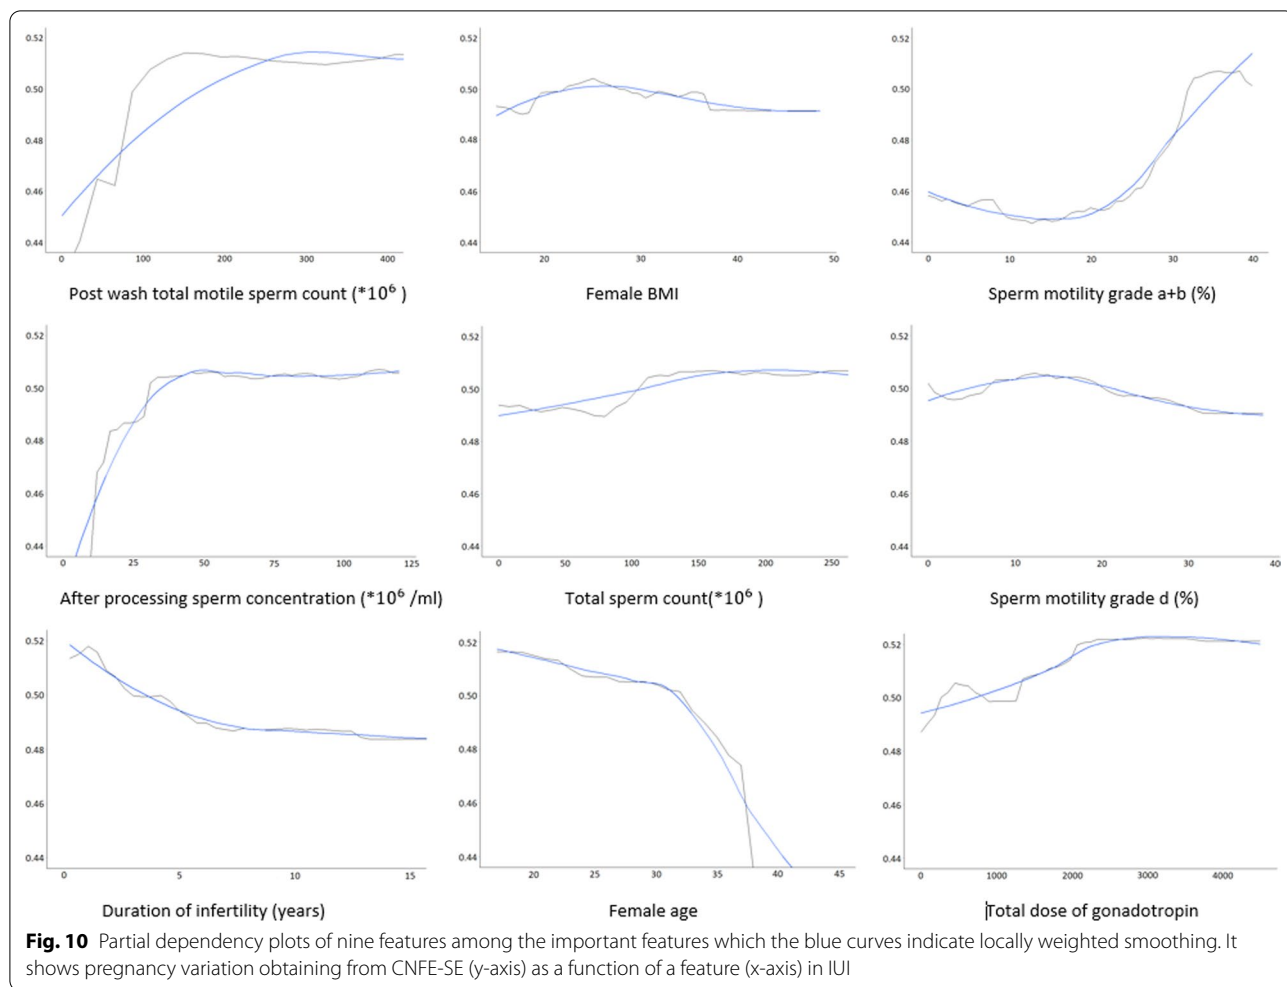 0.52
0.50
0.48
0.46
0.44
0 100 200 300 400
Post wash total motile sperm count (*10⁶ )
0.52
0.50
0.48
0.46
0.44
20 30 40 50
Female BMI
0.52
0.50
0.48
0.46
0.44
0 10 20 30 40
Sperm motility grade a+b (%)
0.52
0.50
0.48
0.46
0.44
0 25 50 75 100 125
After processing sperm concentration (*10⁶ /ml)
0.52
0.50
0.48
0.46
0.44
0 50 100 150 200 250
Total sperm count(*10⁶ )
0.52
0.50
0.48
0.46
0.44
0 10 20 30 40
Sperm motility grade d (%)
0.52
0.50
0.48
0.46
0.44
0 5 10 15
Duration of infertility (years)
0.52
0.50
0.48
0.46
0.44
20 25 30 35 40 45
Female age
0.52
0.50
0.48
0.46
0.44
0 1000 2000 3000 4000
Total dose of gonadotropin
Fig. 10 Partial dependency plots of nine features among the important features which the blue curves indicate locally weighted smoothing. It
shows pregnancy variation obtaining from CNFE-SE (y-axis) as a function of a feature (x-axis) in IUI